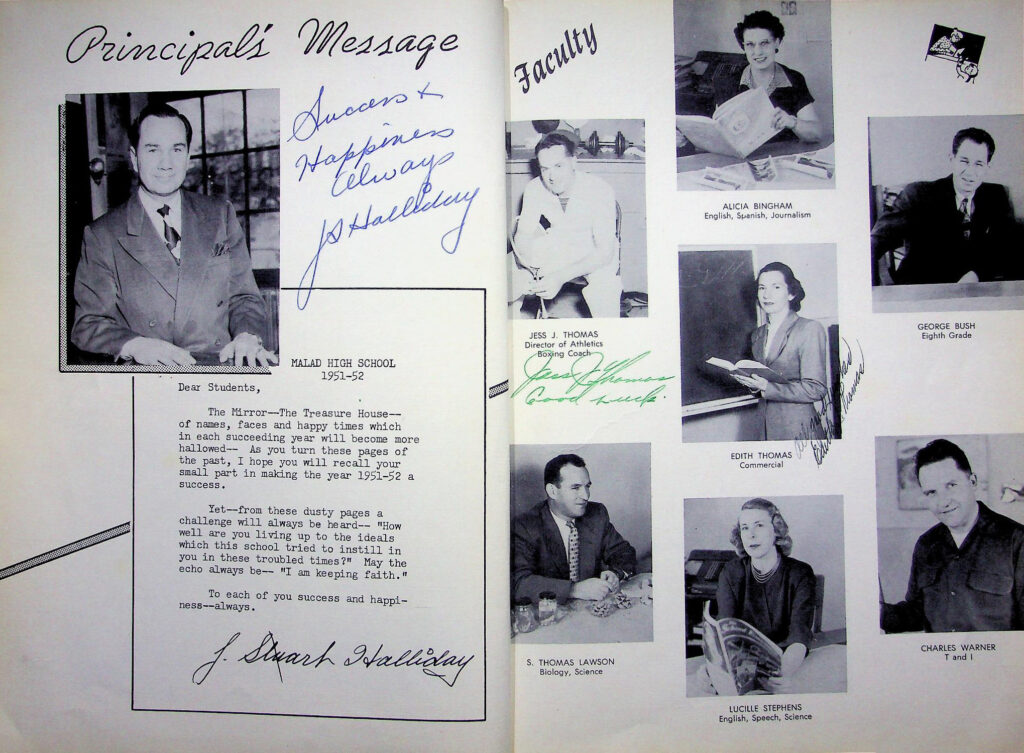 Principal's Message
Success &
Happiness
Always
JS Halliday
MALAD HIGH SCHOOL
1951-52
Dear Students,
The Mirror--The Treasure House--
of names, faces and happy times which
in each succeeding year will become more
hallowed-- As you turn these pages of
the past, I hope you will recall your
small part in making the year 1951-52 a
success.
Yet--from these dusty pages a
challenge will always be heard-- "How
well are you living up to the ideals
which this school tried to instill in
you in these troubled times?" May the
echo always be-- "I am keeping faith."
To each of you success and happi-
ness--always.
J. Stuart Halliday
Faculty
ALICIA BINGHAM
English, Spanish, Journalism
JESS J. THOMAS
Director of Athletics
Boxing Coach
Jess J Thomas
Good Luck.
GEORGE BUSH
Eighth Grade
EDITH THOMAS
Commercial
Edith Thomas
S. THOMAS LAWSON
Biology, Science
LUCILLE STEPHENS
English, Speech, Science
CHARLES WARNER
T and I